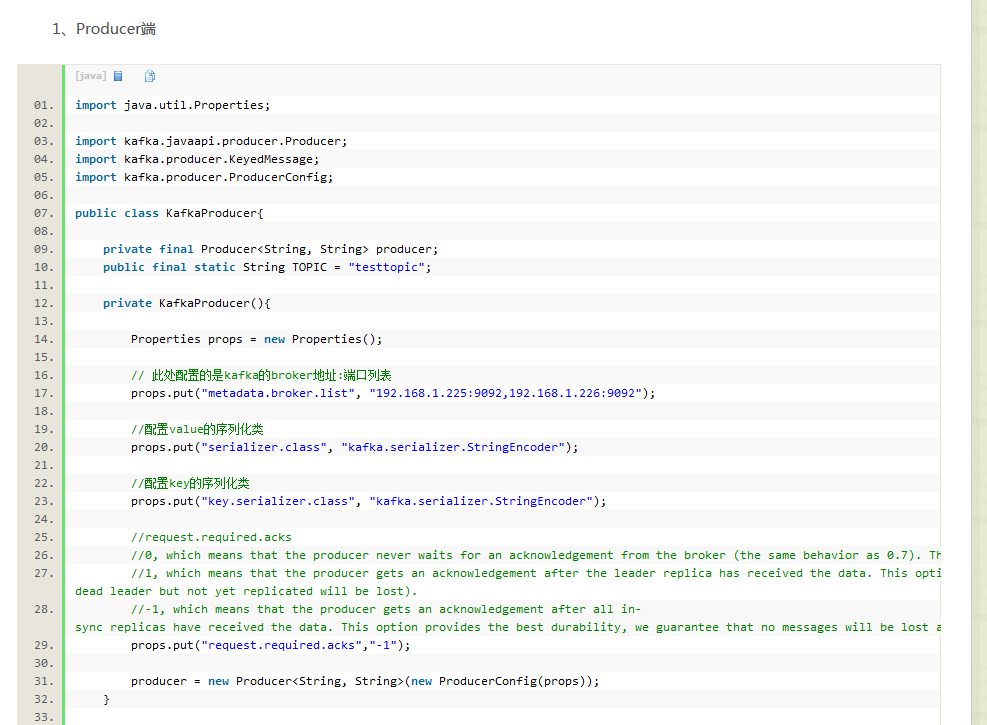 1、Producer端
[java]
01. import java.util.Properties;
02.
03. import kafka.javaapi.producer.Producer;
04. import kafka.producer.KeyedMessage;
05. import kafka.producer.ProducerConfig;
06.
07. public class KafkaProducer{
08.
09. private final Producer<String, String> producer;
10. public final static String TOPIC = "testtopic";
11.
12. private KafkaProducer(){
13.
14. Properties props = new Properties();
15.
16. // 此处配置的是kafka的broker地址:端口列表
17. props.put("metadata.broker.list", "192.168.1.225:9092,192.168.1.226:9092");
18.
19. //配置value的序列化类
20. props.put("serializer.class", "kafka.serializer.StringEncoder");
21.
22. //配置key的序列化类
23. props.put("key.serializer.class", "kafka.serializer.StringEncoder");
24.
25. //request.required.acks
26. //0, which means that the producer never waits for an acknowledgement from the broker (the same behavior as 0.7). Th
27. //1, which means that the producer gets an acknowledgement after the leader replica has received the data. This opti
dead leader but not yet replicated will be lost).
28. //-1, which means that the producer gets an acknowledgement after all in-
sync replicas have received the data. This option provides the best durability, we guarantee that no messages will be lost a
29. props.put("request.required.acks","-1");
30.
31. producer = new Producer<String, String>(new ProducerConfig(props));
32. }
33.